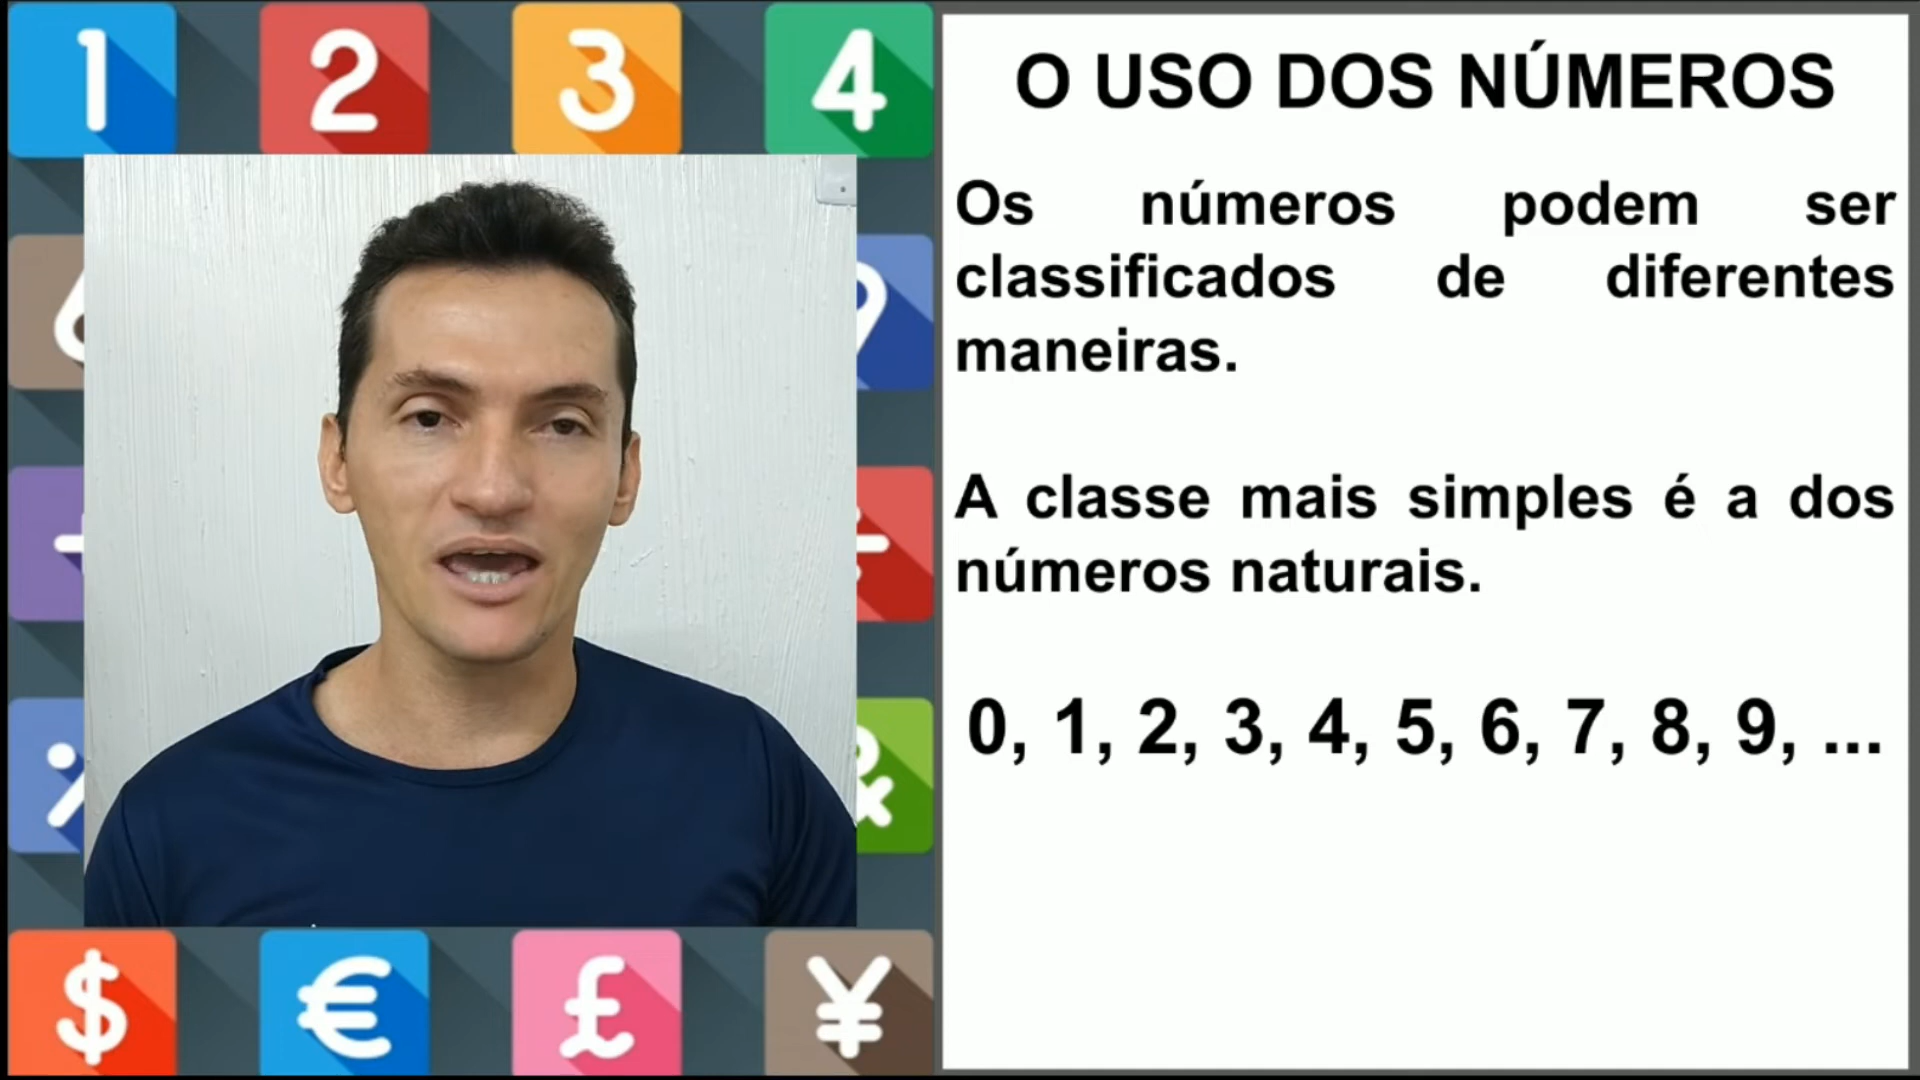 1 2 3 4
O USO DOS NÚMEROS
Os números podem ser
classificados de diferentes
maneiras.
A classe mais simples é a dos
números naturais.
0, 1, 2, 3, 4, 5, 6, 7, 8, 9, ...
$ € £ ¥